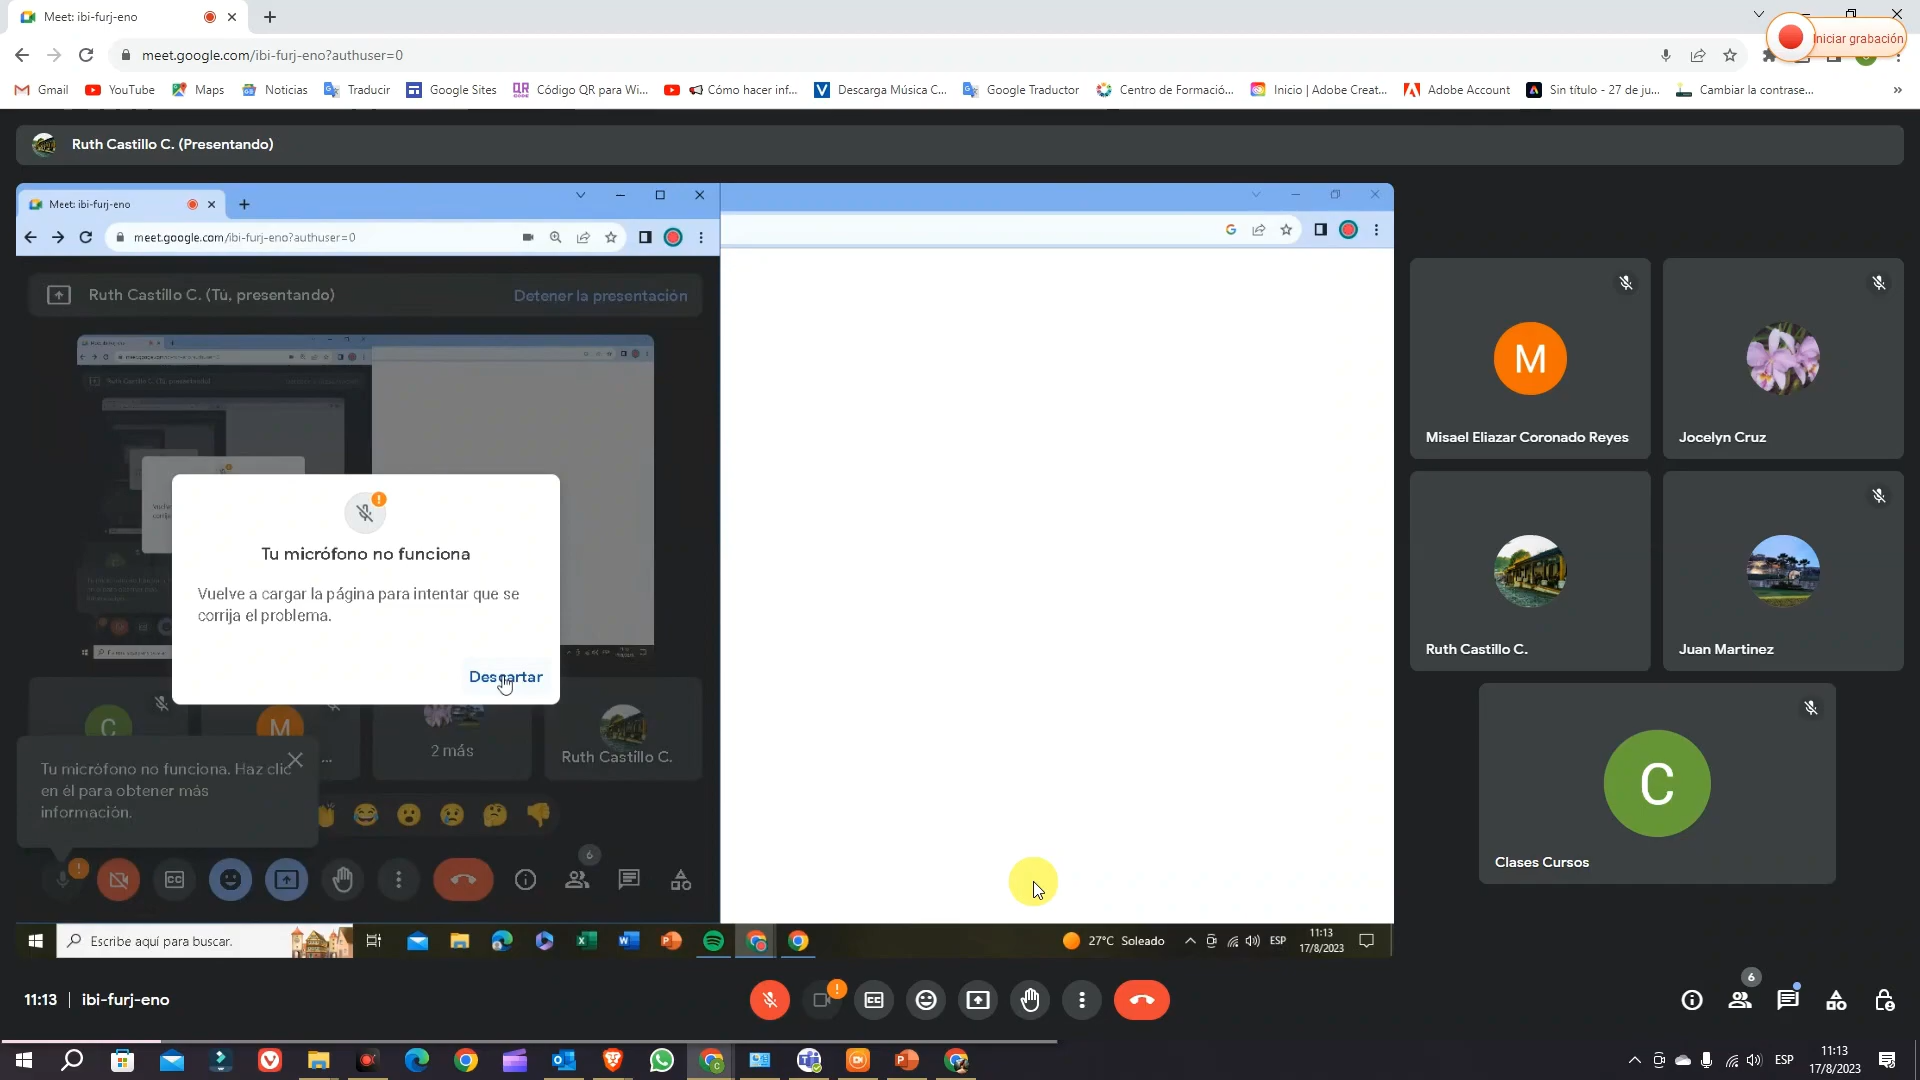 Meet: ibi-furj-eno
meet.google.com/ibi-furj-eno?authuser=0
Iniciar grabación
Gmail
YouTube
Maps
Noticias
Traducir
Google Sites
Código QR para Wi...
Cómo hacer inf...
Descarga Música C...
Google Traductor
Centro de Formació...
Inicio | Adobe Creat...
Adobe Account
Sin título - 27 de ju...
Cambiar la contrase...
Ruth Castillo C. (Presentando)
Meet: ibi-furj-eno
meet.google.com/ibi-furj-eno?authuser=0
Ruth Castillo C. (Tú, presentando)
Detener la presentación
Tu micrófono no funciona
Vuelve a cargar la página para intentar que se
corrija el problema.
Descartar
C
M
...
2 más
Ruth Castillo C.
Tu micrófono no funciona. Haz clic
en él para obtener más
información.
6
Escribe aquí para buscar.
27°C Soleado
ESP
11:13
17/8/2023
M
Misael Eliazar Coronado Reyes
Jocelyn Cruz
Ruth Castillo C.
Juan Martinez
C
Clases Cursos
11:13 | ibi-furj-eno
6
ESP
11:13
17/8/2023